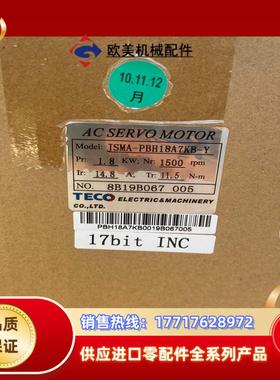 欧美机械配件
10.11.12
月
AC SERVO MOTOR
Model: JSMA-PBH18A7KB-Y
Pr. 1.8 KW; Nr. 1500 rpm
Ir. 14.8 A, Tr. 11.5 N-m
NO. 8B19B067 005
TECO ELECTRIC&MACHINERY
CO.,LTD.
PBH18A7KB0019B067005
17bit INC
品质
保证
销售热线：17717628972
供应进口零配件全系列产品